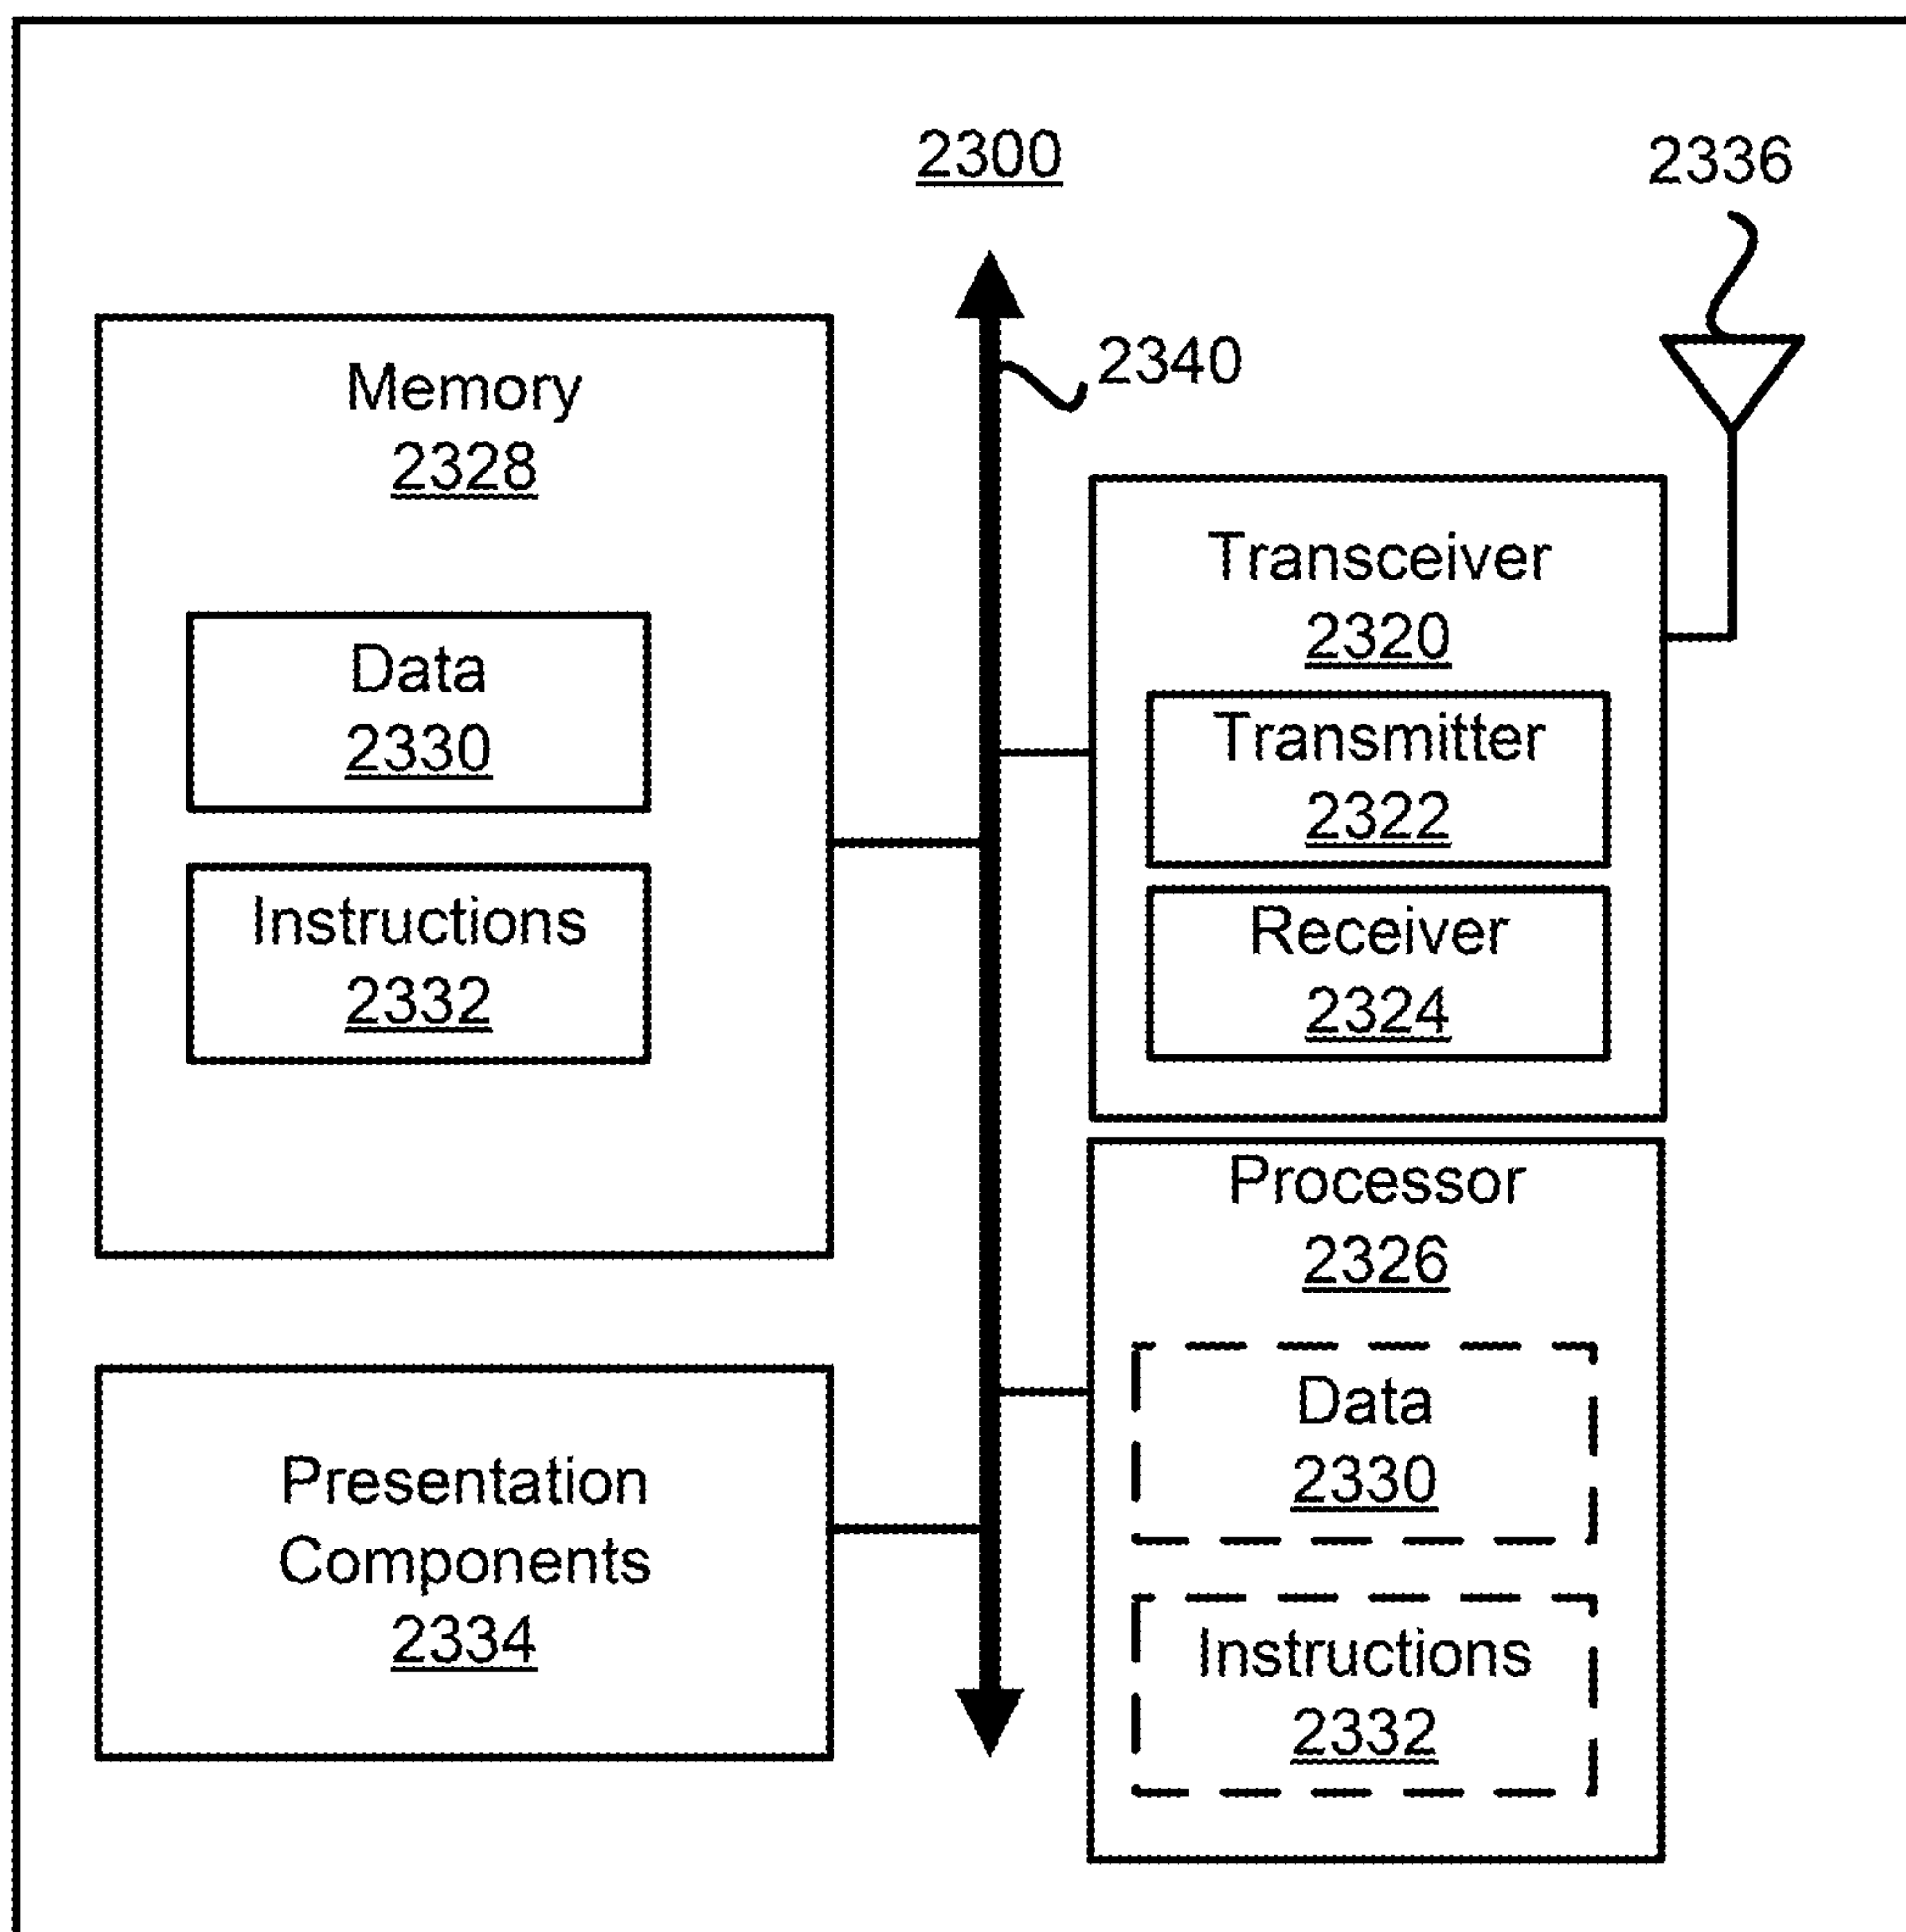 2300
2336
2340
Memory
2328
Data
2330
Instructions
2332
Transceiver
2320
Transmitter
2322
Receiver
2324
Processor
2326
Data
2330
Instructions
2332
Presentation
Components
2334